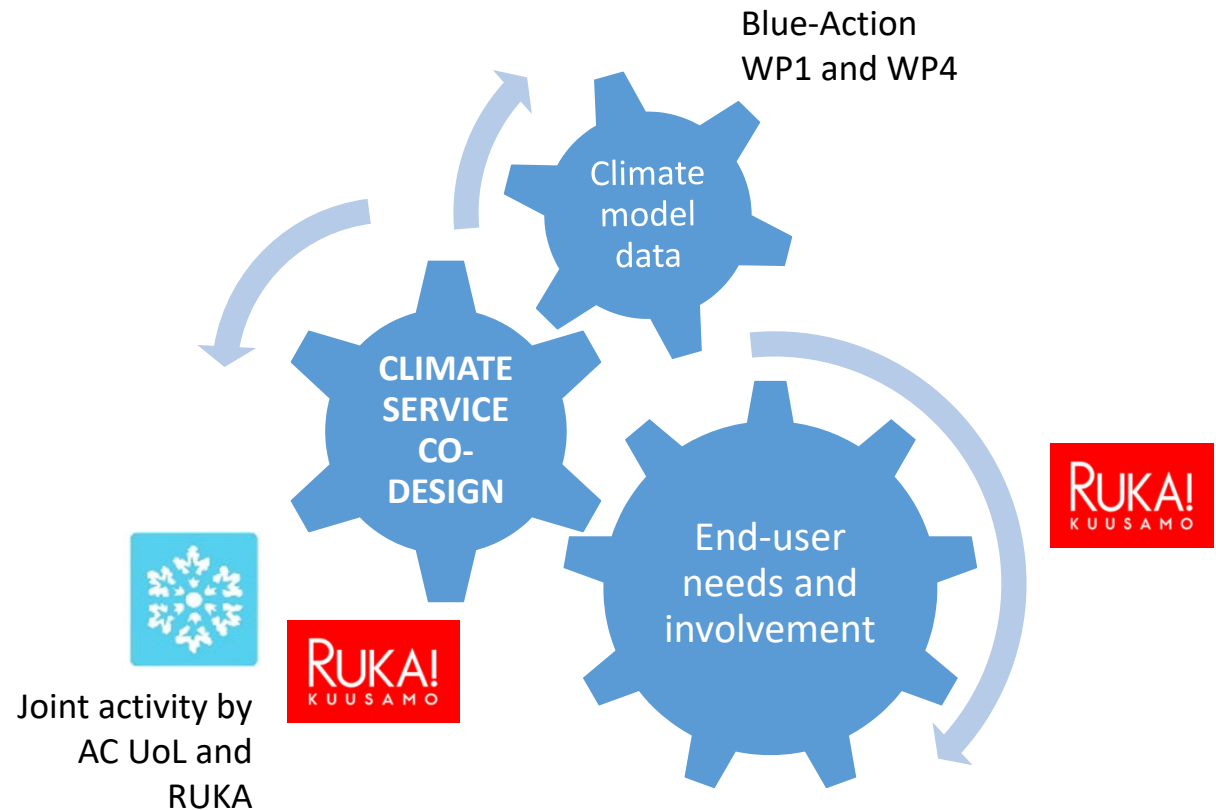 Blue-Action
WP1 and WP4
Climate
model
data
CLIMATE
SERVICE
CO-
DESIGN
End-user
needs and
involvement
RUKA!
KUUSAMO
RUKA!
KUUSAMO
Joint activity by
AC UoL and
RUKA